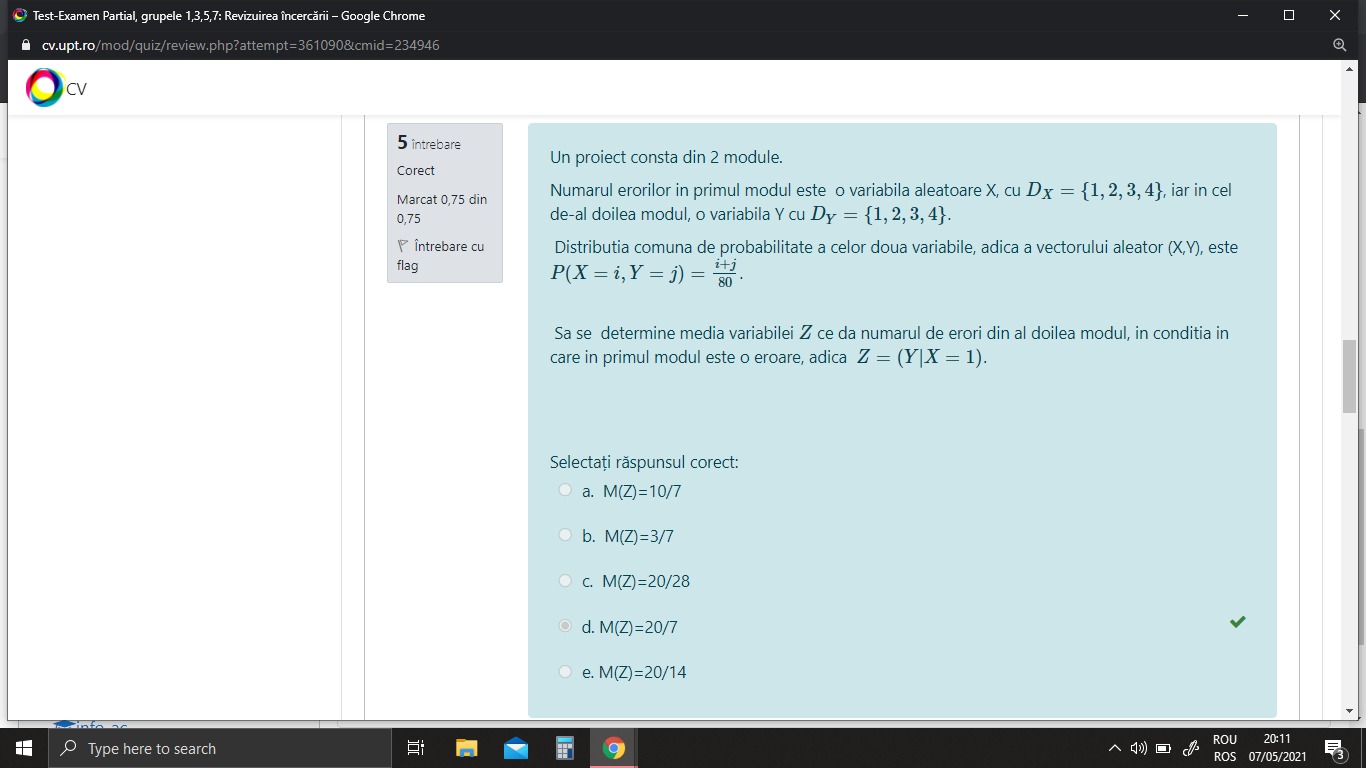 Test-Examen Partial, grupele 1,3,5,7: Revizuirea încercării – Google Chrome
cv.upt.ro/mod/quiz/review.php?attempt=361090&cmid=234946
CV
5 întrebare
Corect
Marcat 0,75 din
0,75
Întrebare cu
flag
Un proiect consta din 2 module.
Numarul erorilor in primul modul este o variabila aleatoare X, cu D_X = {1, 2, 3, 4}, iar in cel
de-al doilea modul, o variabila Y cu D_Y = {1, 2, 3, 4}.
Distributia comuna de probabilitate a celor doua variabile, adica a vectorului aleator (X,Y), este
P(X = i, Y = j) = \frac{i+j}{80}.
Sa se determine media variabilei Z ce da numarul de erori din al doilea modul, in conditia in
care in primul modul este o eroare, adica Z = (Y|X = 1).
Selectați răspunsul corect:
a. M(Z)=10/7
b. M(Z)=3/7
c. M(Z)=20/28
d. M(Z)=20/7
e. M(Z)=20/14
info_ac
Type here to search
ROU
ROS
20:11
07/05/2021
3